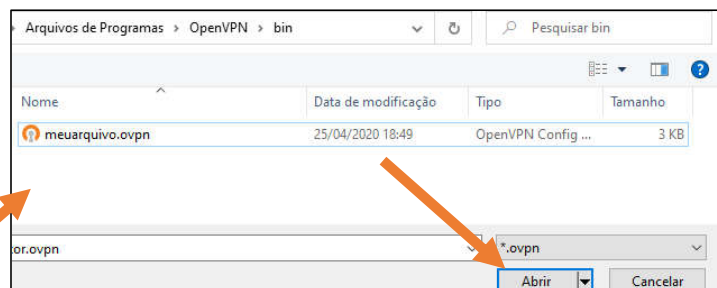 Arquivos de Programas › OpenVPN › bin
Pesquisar bin
Nome Data de modificação Tipo Tamanho
meuarquivo.ovpn 25/04/2020 18:49 OpenVPN Config ... 3 KB
or.ovpn *.ovpn
Abrir Cancelar